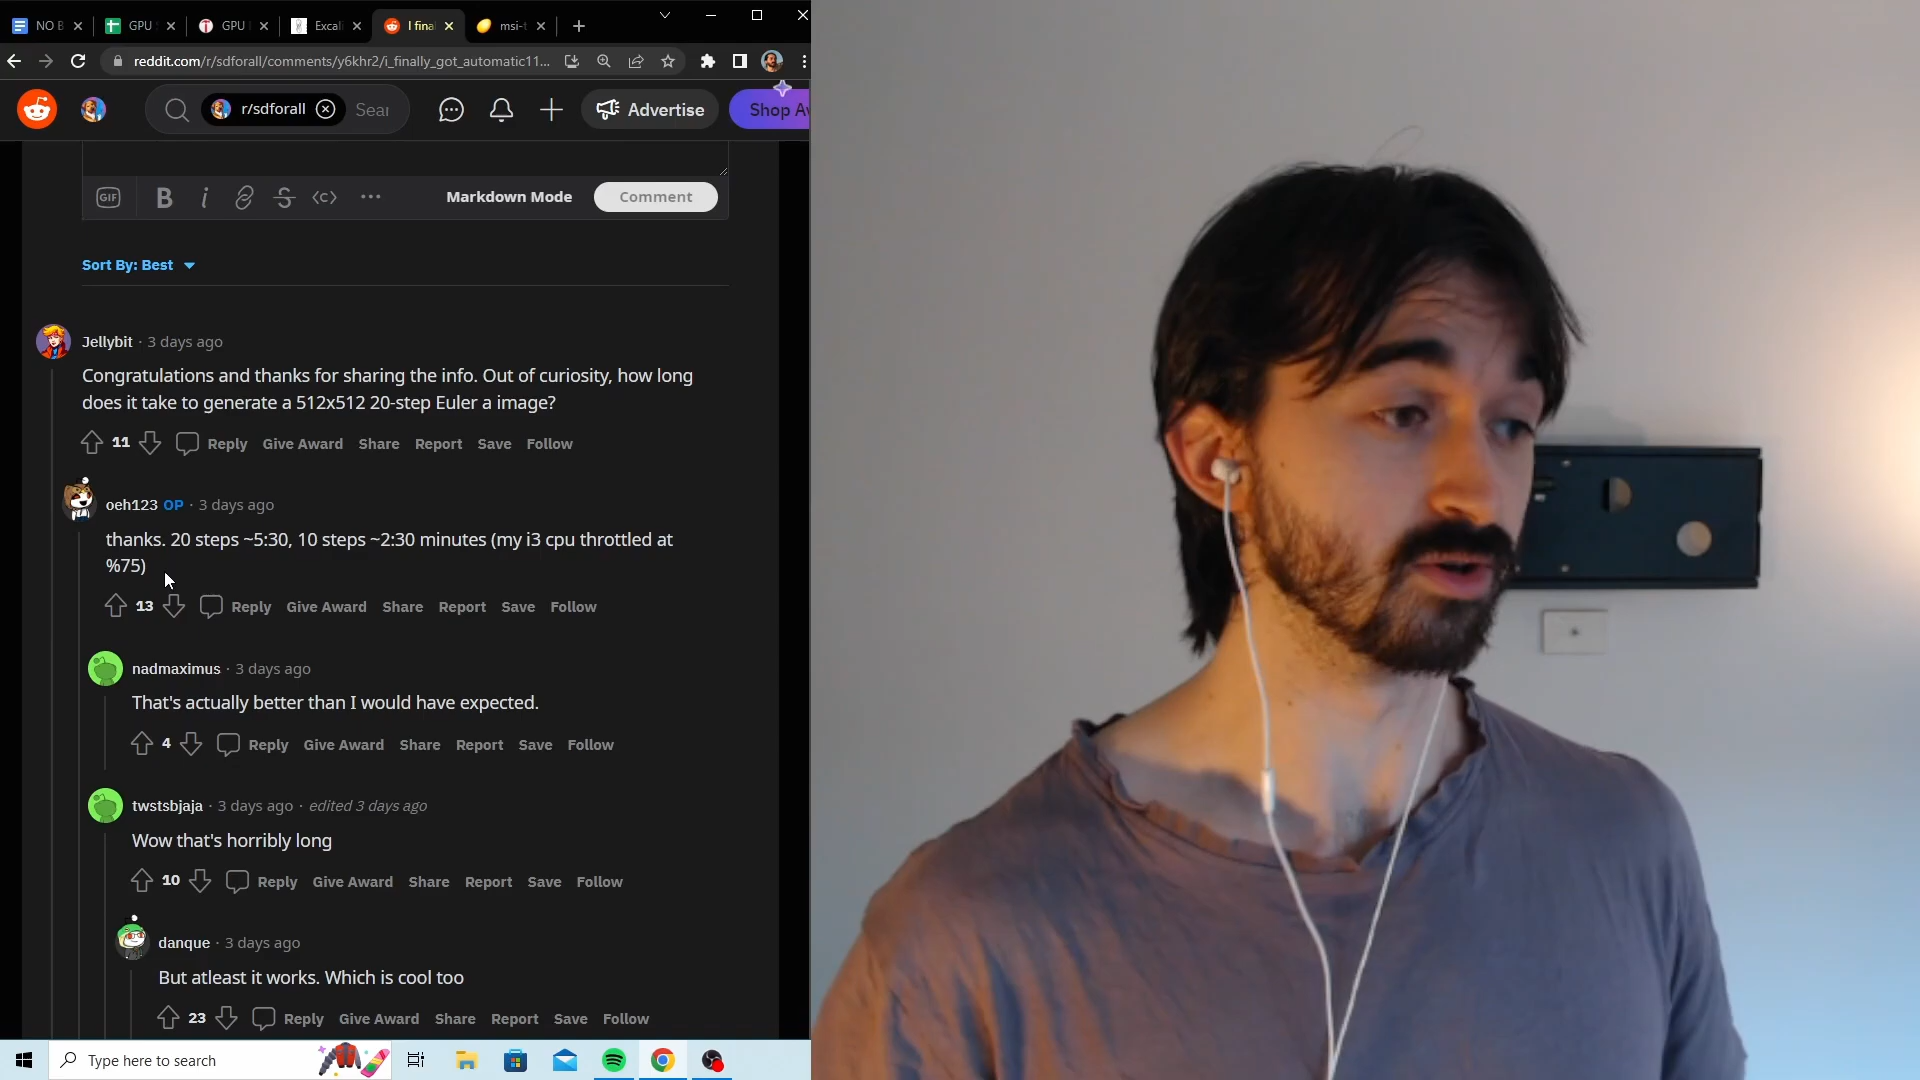 NO B
GPU
GPU
Excal
I fina
msi-t
reddit.com/r/sdforall/comments/y6khr2/i_finally_got_automatic11...
r/sdforall
Sear
Advertise
Shop Av
GIF
Markdown Mode
Comment
Sort By: Best
Jellybit · 3 days ago
Congratulations and thanks for sharing the info. Out of curiosity, how long
does it take to generate a 512x512 20-step Euler a image?
11 Reply Give Award Share Report Save Follow
oeh123 OP · 3 days ago
thanks. 20 steps ~5:30, 10 steps ~2:30 minutes (my i3 cpu throttled at
%75)
13 Reply Give Award Share Report Save Follow
nadmaximus · 3 days ago
That's actually better than I would have expected.
4 Reply Give Award Share Report Save Follow
twstsbjaja · 3 days ago · edited 3 days ago
Wow that's horribly long
10 Reply Give Award Share Report Save Follow
danque · 3 days ago
But atleast it works. Which is cool too
23 Reply Give Award Share Report Save Follow
Type here to search